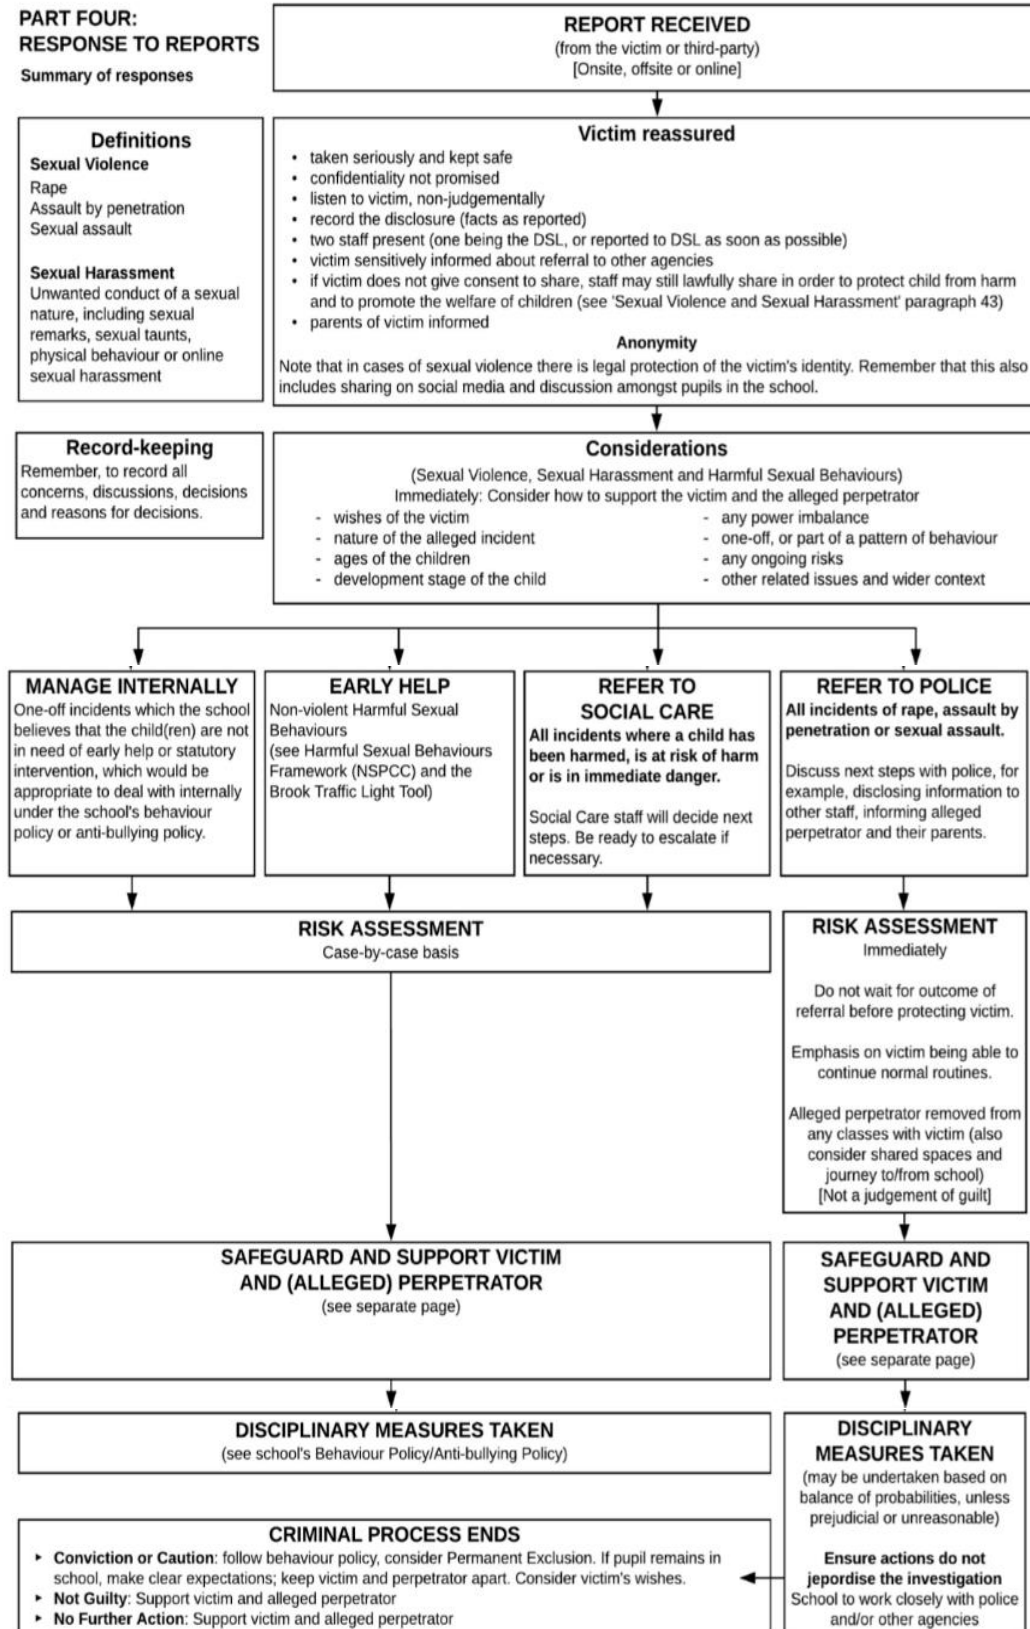 PART FOUR:
RESPONSE TO REPORTS
Summary of responses
REPORT RECEIVED
(from the victim or third-party)
[Onsite, offsite or online]
Definitions
Sexual Violence
Rape
Assault by penetration
Sexual assault
Sexual Harassment
Unwanted conduct of a sexual
nature, including sexual
remarks, sexual taunts,
physical behaviour or online
sexual harassment
Victim reassured
• taken seriously and kept safe
• confidentiality not promised
• listen to victim, non-judgementally
• record the disclosure (facts as reported)
• two staff present (one being the DSL, or reported to DSL as soon as possible)
• victim sensitively informed about referral to other agencies
• if victim does not give consent to share, staff may still lawfully share in order to protect child from harm
and to promote the welfare of children (see 'Sexual Violence and Sexual Harassment' paragraph 43)
• parents of victim informed
Anonymity
Note that in cases of sexual violence there is legal protection of the victim's identity. Remember that this also
includes sharing on social media and discussion amongst pupils in the school.
Record-keeping
Remember, to record all
concerns, discussions, decisions
and reasons for decisions.
Considerations
(Sexual Violence, Sexual Harassment and Harmful Sexual Behaviours)
Immediately: Consider how to support the victim and the alleged perpetrator
- wishes of the victim
- nature of the alleged incident
- ages of the children
- development stage of the child
- any power imbalance
- one-off, or part of a pattern of behaviour
- any ongoing risks
- other related issues and wider context
MANAGE INTERNALLY
One-off incidents which the school
believes that the child(ren) are not
in need of early help or statutory
intervention, which would be
appropriate to deal with internally
under the school's behaviour
policy or anti-bullying policy.
EARLY HELP
Non-violent Harmful Sexual
Behaviours
(see Harmful Sexual Behaviours
Framework (NSPCC) and the
Brook Traffic Light Tool)
REFER TO
SOCIAL CARE
All incidents where a child has
been harmed, is at risk of harm
or is in immediate danger.
Social Care staff will decide next
steps. Be ready to escalate if
necessary.
REFER TO POLICE
All incidents of rape, assault by
penetration or sexual assault.
Discuss next steps with police, for
example, disclosing information to
other staff, informing alleged
perpetrator and their parents.
RISK ASSESSMENT
Case-by-case basis
RISK ASSESSMENT
Immediately
Do not wait for outcome of
referral before protecting victim.
Emphasis on victim being able to
continue normal routines.
Alleged perpetrator removed from
any classes with victim (also
consider shared spaces and
journey to/from school)
[Not a judgement of guilt]
SAFEGUARD AND SUPPORT VICTIM
AND (ALLEGED) PERPETRATOR
(see separate page)
SAFEGUARD AND
SUPPORT VICTIM
AND (ALLEGED)
PERPETRATOR
(see separate page)
DISCIPLINARY MEASURES TAKEN
(see school's Behaviour Policy/Anti-bullying Policy)
DISCIPLINARY
MEASURES TAKEN
(may be undertaken based on
balance of probabilities, unless
prejudicial or unreasonable)
Ensure actions do not
jepordise the investigation
School to work closely with police
and/or other agencies
CRIMINAL PROCESS ENDS
▸ Conviction or Caution: follow behaviour policy, consider Permanent Exclusion. If pupil remains in
school, make clear expectations; keep victim and perpetrator apart. Consider victim's wishes.
▸ Not Guilty: Support victim and alleged perpetrator
▸ No Further Action: Support victim and alleged perpetrator